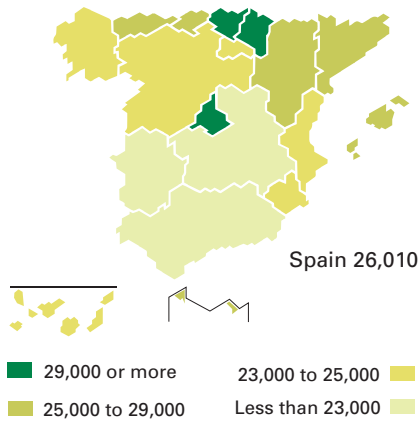 Spain 26,010
29,000 or more
23,000 to 25,000
25,000 to 29,000
Less than 23,000